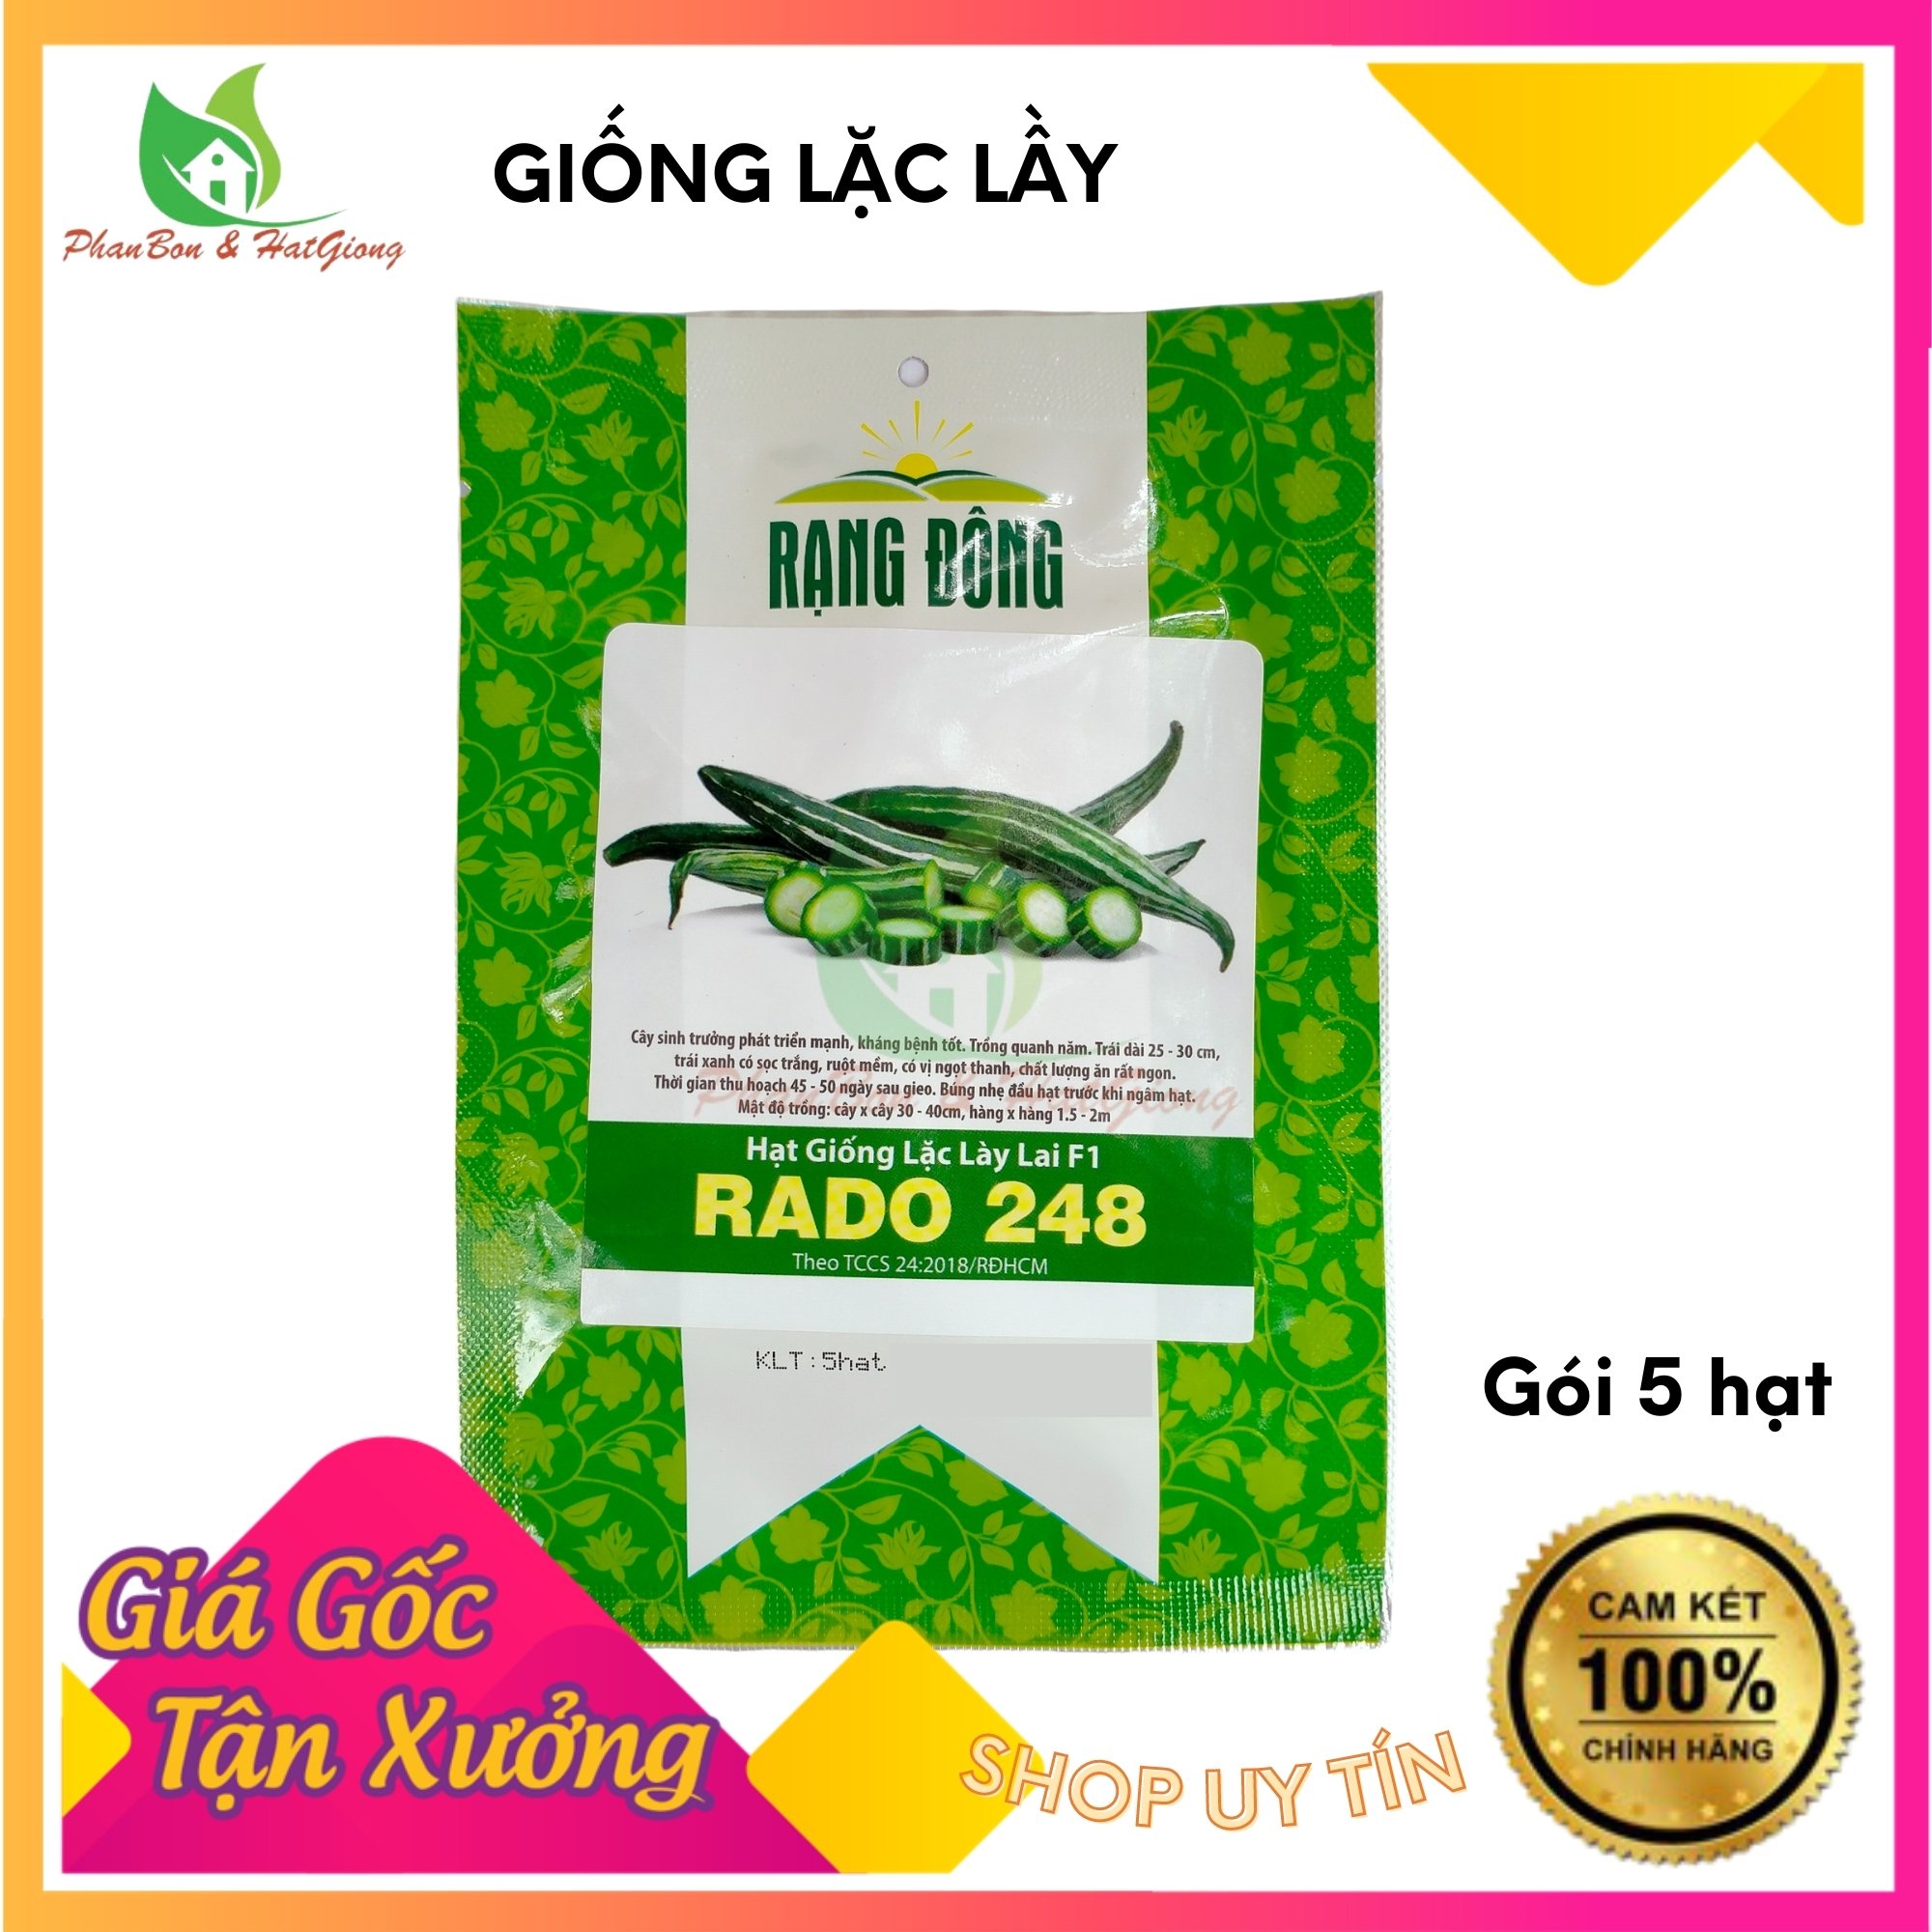 PhanBon & HatGiong
GIỐNG LẶC LẦY
RẠNG ĐÔNG
Cây sinh trưởng phát triển mạnh, kháng bệnh tốt. Trồng quanh năm. Trái dài 25 - 30 cm,
trái xanh có sọc trắng, ruột mềm, có vị ngọt thanh, chất lượng ăn rất ngon.
Thời gian thu hoạch 45 - 50 ngày sau gieo. Búng nhẹ đầu hạt trước khi ngâm hạt.
Mật độ trồng: cây x cây 30 - 40cm, hàng x hàng 1.5 - 2m
PhanBon & HatGiong
Hạt Giống Lặc Lày Lai F1
RADO 248
Theo TCCS 24:2018/RĐHCM
KLT : 5hat
Gói 5 hạt
Giá Gốc
Tận Xưởng
SHOP UY TÍN
CAM KẾT
100%
CHÍNH HÃNG